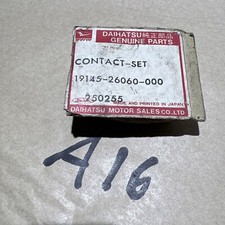 DAIHATSU 純正部品
GENUINE PARTS
CONTACT-SET
19145-26060-000
250255
MADE AND PRINTED IN JAPAN
DAIHATSU MOTOR SALES CO., LTD
A16